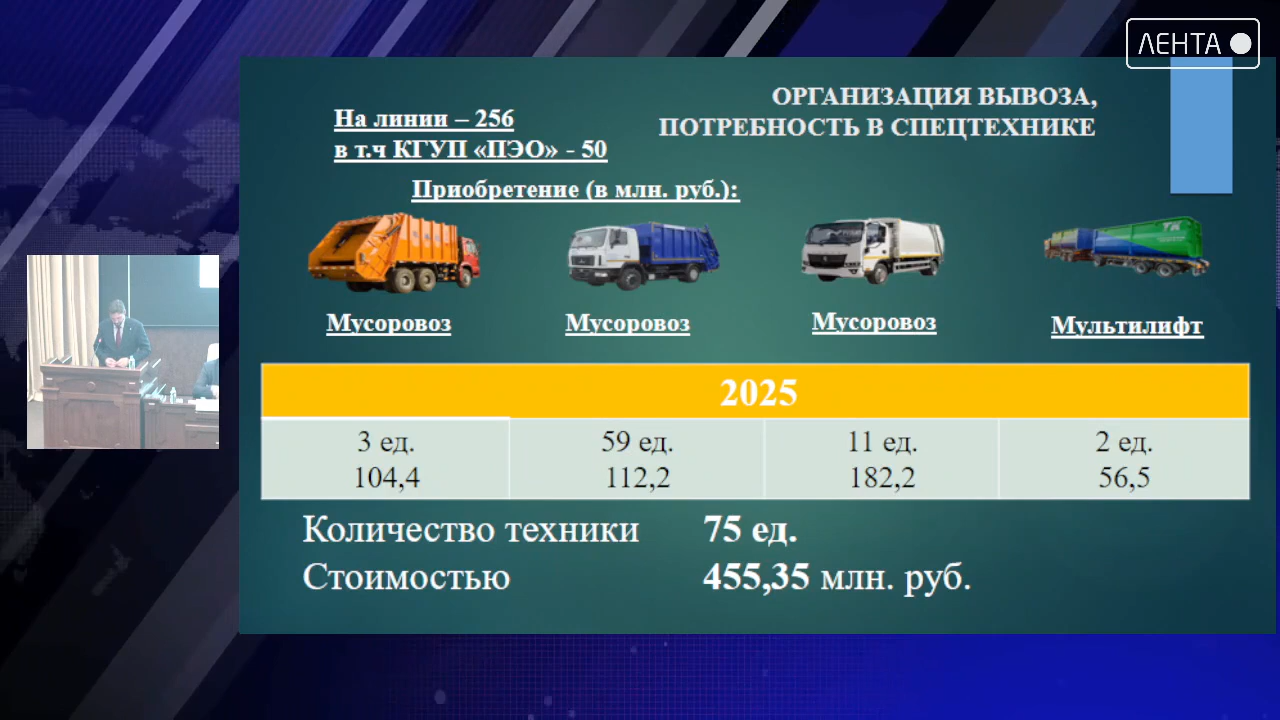 ЛЕНТА
ОРГАНИЗАЦИЯ ВЫВОЗА,
ПОТРЕБНОСТЬ В СПЕЦТЕХНИКЕ
На линии – 256
в т.ч КГУП «ПЭО» - 50
Приобретение (в млн. руб.):
Мусоровоз
Мусоровоз
Мусоровоз
Мультилифт
2025
3 ед.
104,4
59 ед.
112,2
11 ед.
182,2
2 ед.
56,5
Количество техники 75 ед.
Стоимостью 455,35 млн. руб.